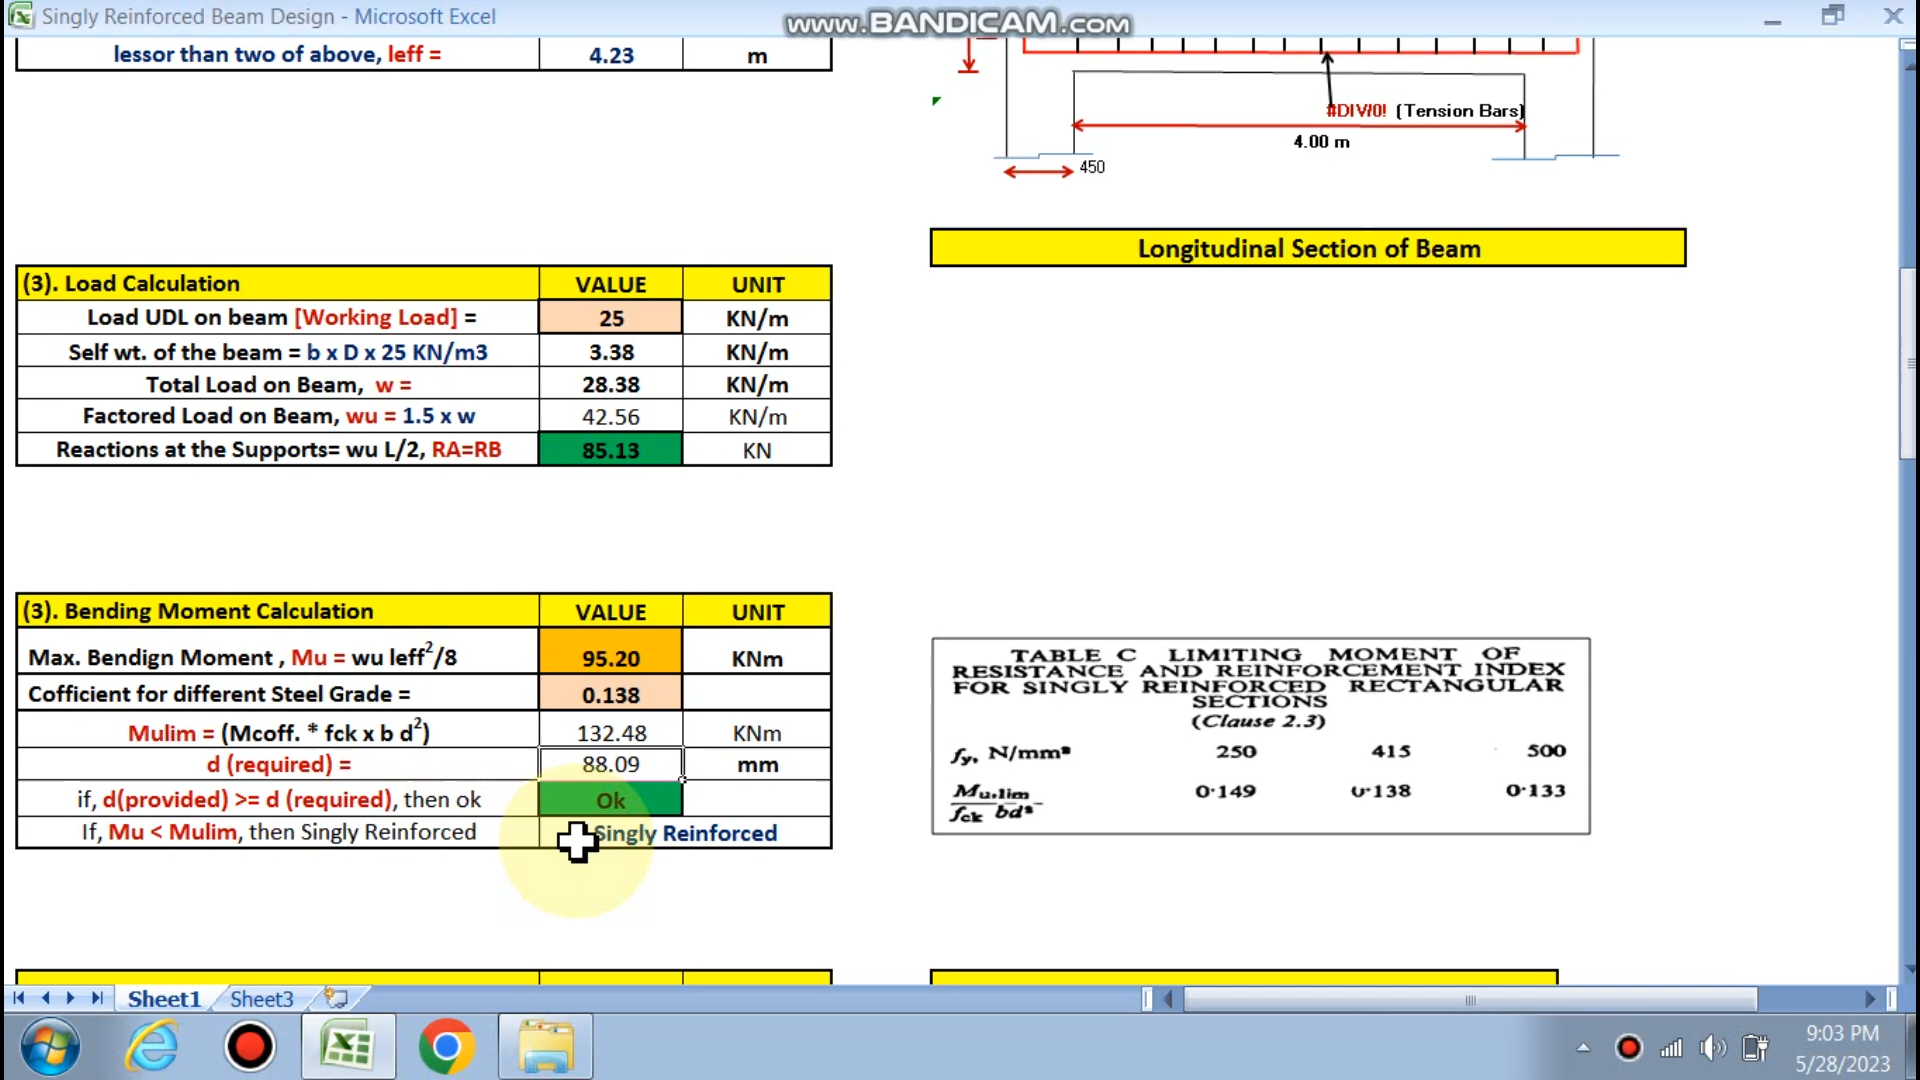 Singly Reinforced Beam Design - Microsoft Excel
www.BANDICAM.com
lessor than two of above, leff = 4.23 m
#DIV/0! (Tension Bars)
4.00 m
450
Longitudinal Section of Beam
(3). Load Calculation VALUE UNIT
Load UDL on beam [Working Load] = 25 KN/m
Self wt. of the beam = b x D x 25 KN/m3 3.38 KN/m
Total Load on Beam, w = 28.38 KN/m
Factored Load on Beam, wu = 1.5 x w 42.56 KN/m
Reactions at the Supports= wu L/2, RA=RB 85.13 KN
(3). Bending Moment Calculation VALUE UNIT
Max. Bendign Moment , Mu = wu leff²/8 95.20 KNm
Cofficient for different Steel Grade = 0.138
Mulim = (Mcoff. * fck x b d²) 132.48 KNm
d (required) = 88.09 mm
if, d(provided) >= d (required), then ok Ok
If, Mu < Mulim, then Singly Reinforced Singly Reinforced
TABLE C LIMITING MOMENT OF
RESISTANCE AND REINFORCEMENT INDEX
FOR SINGLY REINFORCED RECTANGULAR
SECTIONS
(Clause 2.3)
fy, N/mm² 250 415 500
Mu,lim 0·149 0·138 0·133
fck bd²
Sheet1 Sheet3
9:03 PM
5/28/2023